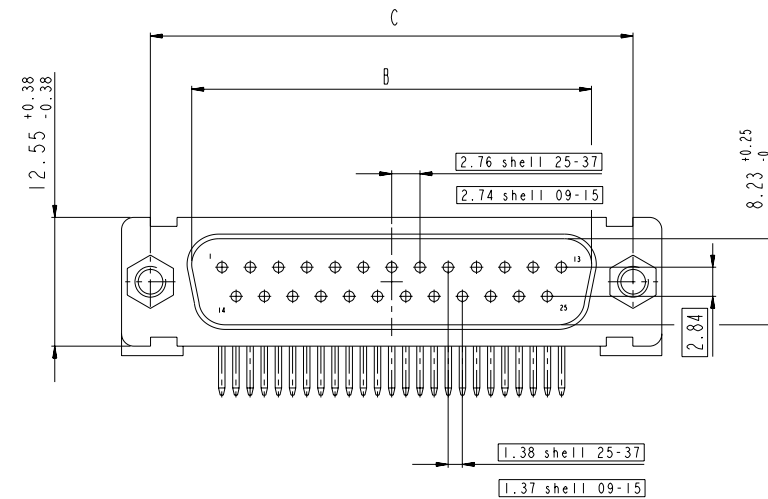 C
B
12.55 +0.38 -0.38
2.76 shell 25-37
2.74 shell 09-15
8.23 +0.25 -0
1
13
14
25
2.84
1.38 shell 25-37
1.37 shell 09-15